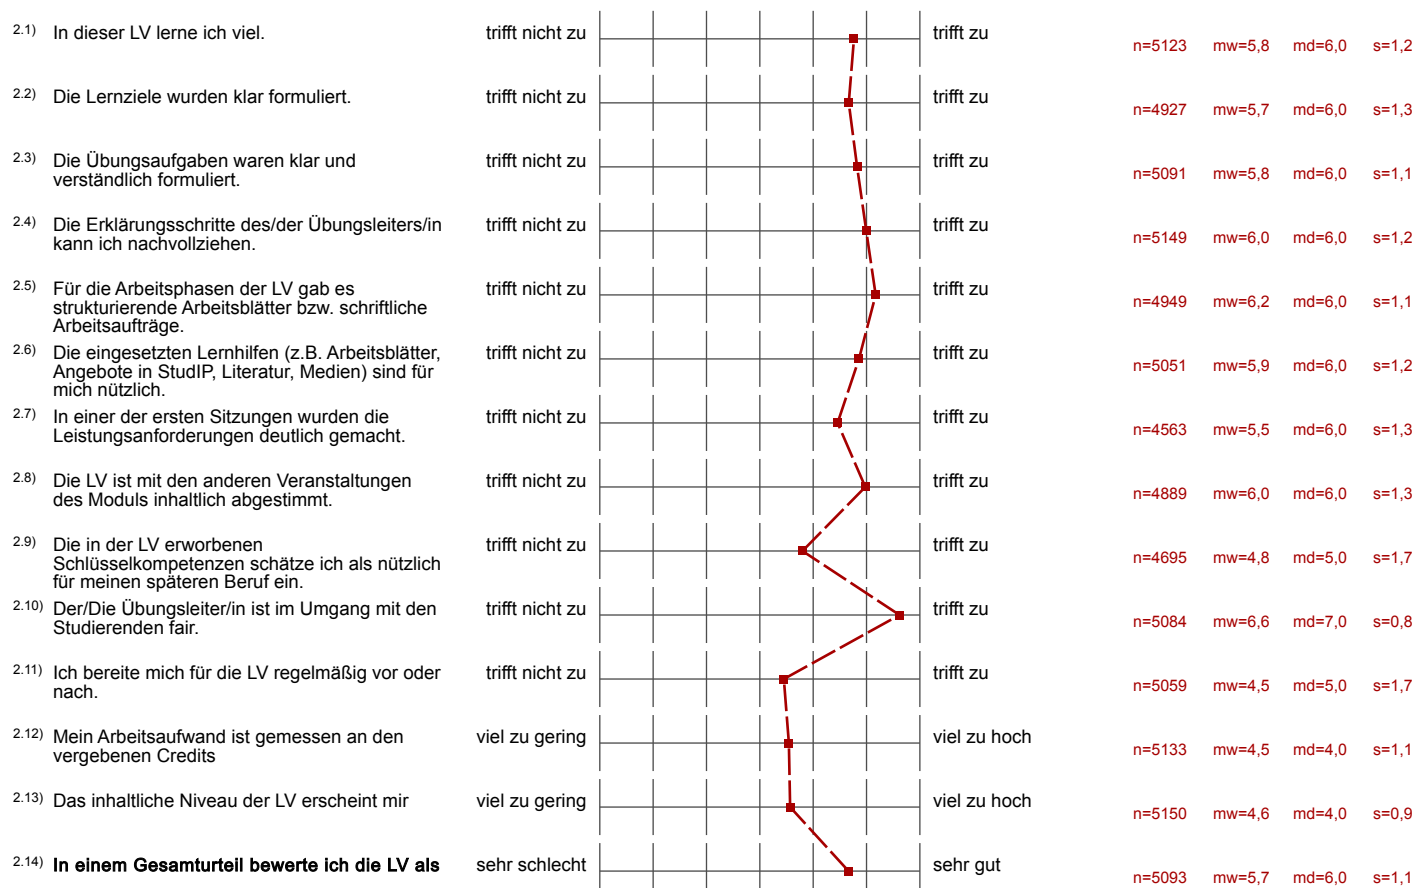 2.1) In dieser LV lerne ich viel. trifft nicht zu trifft zu n=5123 mw=5,8 md=6,0 s=1,2
2.2) Die Lernziele wurden klar formuliert. trifft nicht zu trifft zu n=4927 mw=5,7 md=6,0 s=1,3
2.3) Die Übungsaufgaben waren klar und trifft nicht zu trifft zu
verständlich formuliert. n=5091 mw=5,8 md=6,0 s=1,1
2.4) Die Erklärungsschritte des/der Übungsleiters/in trifft nicht zu trifft zu
kann ich nachvollziehen. n=5149 mw=6,0 md=6,0 s=1,2
2.5) Für die Arbeitsphasen der LV gab es trifft nicht zu trifft zu
strukturierende Arbeitsblätter bzw. schriftliche n=4949 mw=6,2 md=6,0 s=1,1
Arbeitsaufträge.
2.6) Die eingesetzten Lernhilfen (z.B. Arbeitsblätter, trifft nicht zu trifft zu
Angebote in StudIP, Literatur, Medien) sind für n=5051 mw=5,9 md=6,0 s=1,2
mich nützlich.
2.7) In einer der ersten Sitzungen wurden die trifft nicht zu trifft zu
Leistungsanforderungen deutlich gemacht. n=4563 mw=5,5 md=6,0 s=1,3
2.8) Die LV ist mit den anderen Veranstaltungen trifft nicht zu trifft zu
des Moduls inhaltlich abgestimmt. n=4889 mw=6,0 md=6,0 s=1,3
2.9) Die in der LV erworbenen trifft nicht zu trifft zu
Schlüsselkompetenzen schätze ich als nützlich n=4695 mw=4,8 md=5,0 s=1,7
für meinen späteren Beruf ein.
2.10) Der/Die Übungsleiter/in ist im Umgang mit den trifft nicht zu trifft zu
Studierenden fair. n=5084 mw=6,6 md=7,0 s=0,8
2.11) Ich bereite mich für die LV regelmäßig vor oder trifft nicht zu trifft zu
nach. n=5059 mw=4,5 md=5,0 s=1,7
2.12) Mein Arbeitsaufwand ist gemessen an den viel zu gering viel zu hoch
vergebenen Credits n=5133 mw=4,5 md=4,0 s=1,1
2.13) Das inhaltliche Niveau der LV erscheint mir viel zu gering viel zu hoch n=5150 mw=4,6 md=4,0 s=0,9
2.14) In einem Gesamturteil bewerte ich die LV als sehr schlecht sehr gut n=5093 mw=5,7 md=6,0 s=1,1